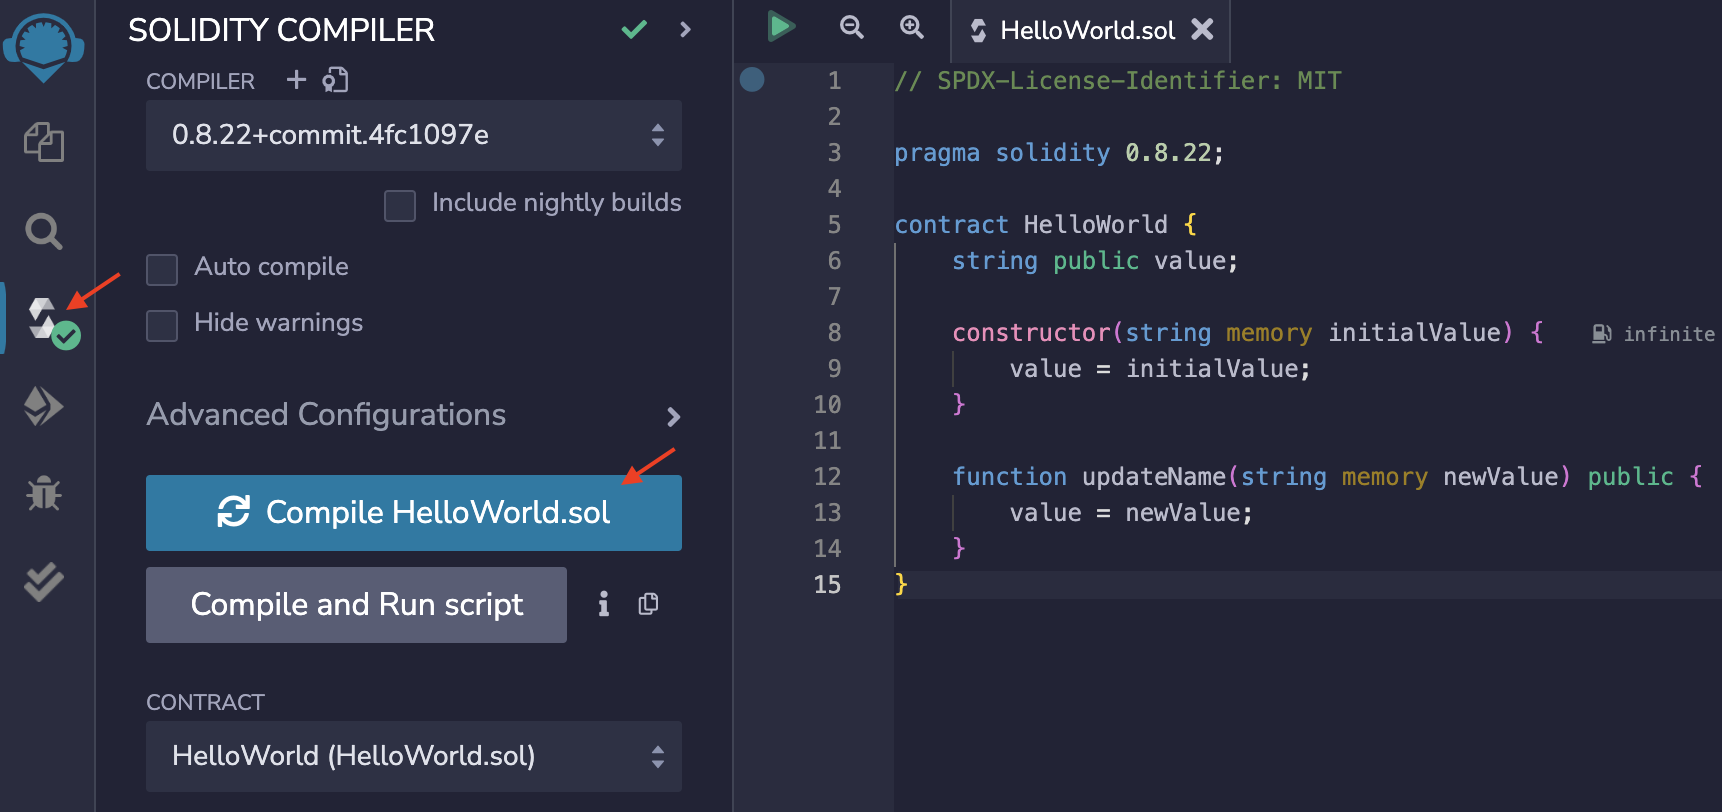 SOLIDITY COMPILER
COMPILER
0.8.22+commit.4fc1097e
Include nightly builds
Auto compile
Hide warnings
Advanced Configurations
Compile HelloWorld.sol
Compile and Run script
CONTRACT
HelloWorld (HelloWorld.sol)
HelloWorld.sol
1 // SPDX-License-Identifier: MIT
2
3 pragma solidity 0.8.22;
4
5 contract HelloWorld {
6     string public value;
7
8     constructor(string memory initialValue) { infinite
9         value = initialValue;
10     }
11
12     function updateName(string memory newValue) public {
13         value = newValue;
14     }
15 }